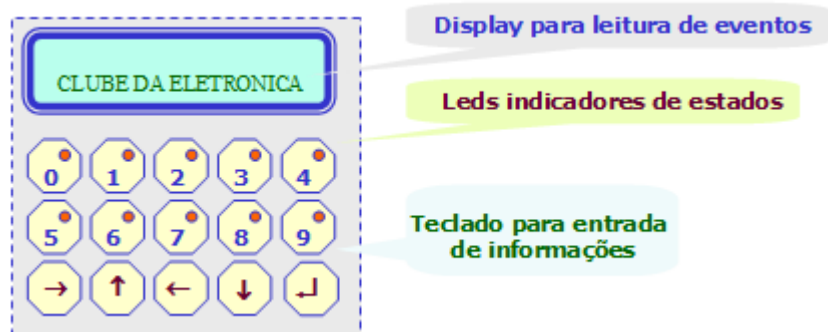 Display para leitura de eventos
CLUBE DA ELETRONICA
Leds indicadores de estados
0 1 2 3 4
5 6 7 8 9
Teclado para entrada
de informações
→ ↑ ← ↓ ↵